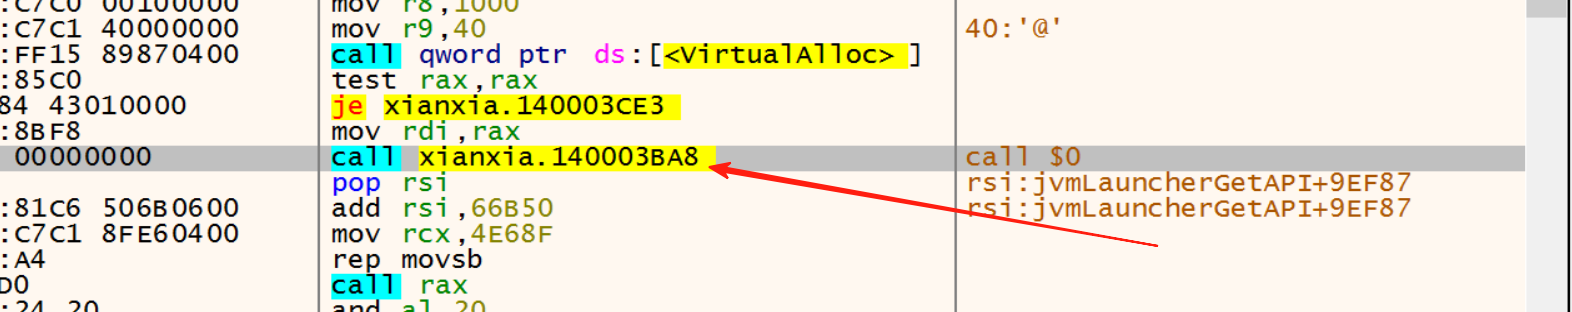 :C7C0 00100000 mov r8,1000
:C7C1 40000000 mov r9,40 40:'@'
:FF15 89870400 call qword ptr ds:[<VirtualAlloc>]
:85C0 test rax,rax
84 43010000 je xianxia.140003CE3
:8BF8 mov rdi,rax
00000000 call xianxia.140003BA8 call $0
pop rsi rsi:jvmLauncherGetAPI+9EF87
:81C6 506B0600 add rsi,66B50 rsi:jvmLauncherGetAPI+9EF87
:C7C1 8FE60400 mov rcx,4E68F
:A4 rep movsb
D0 call rax
:24 20 and al,20